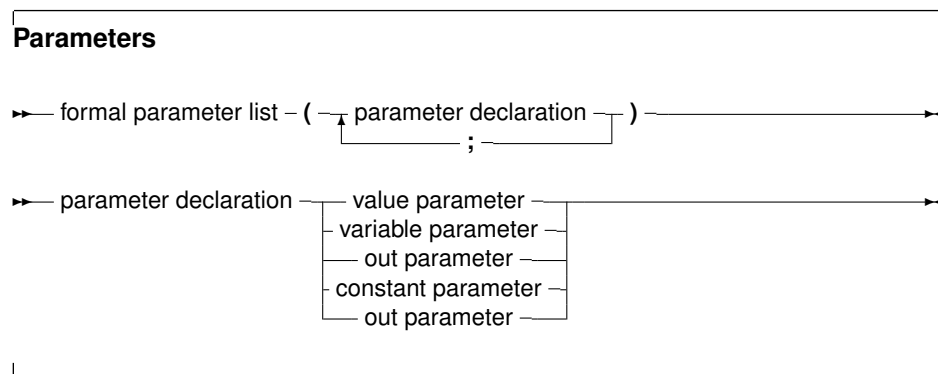 Parameters
formal parameter list ( parameter declaration )
;
parameter declaration value parameter
variable parameter
out parameter
constant parameter
out parameter